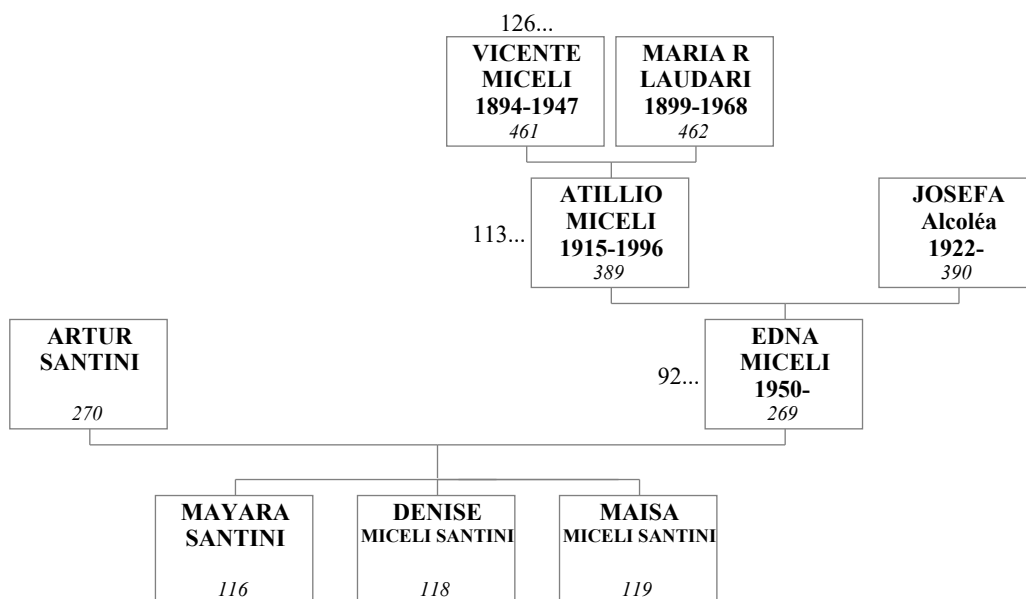 126...
VICENTE
MICELI
1894-1947
461
MARIA R
LAUDARI
1899-1968
462
113...
ATILLIO
MICELI
1915-1996
389
JOSEFA
Alcoléa
1922-
390
ARTUR
SANTINI
270
92...
EDNA
MICELI
1950-
269
MAYARA
SANTINI
116
DENISE
MICELI SANTINI
118
MAISA
MICELI SANTINI
119